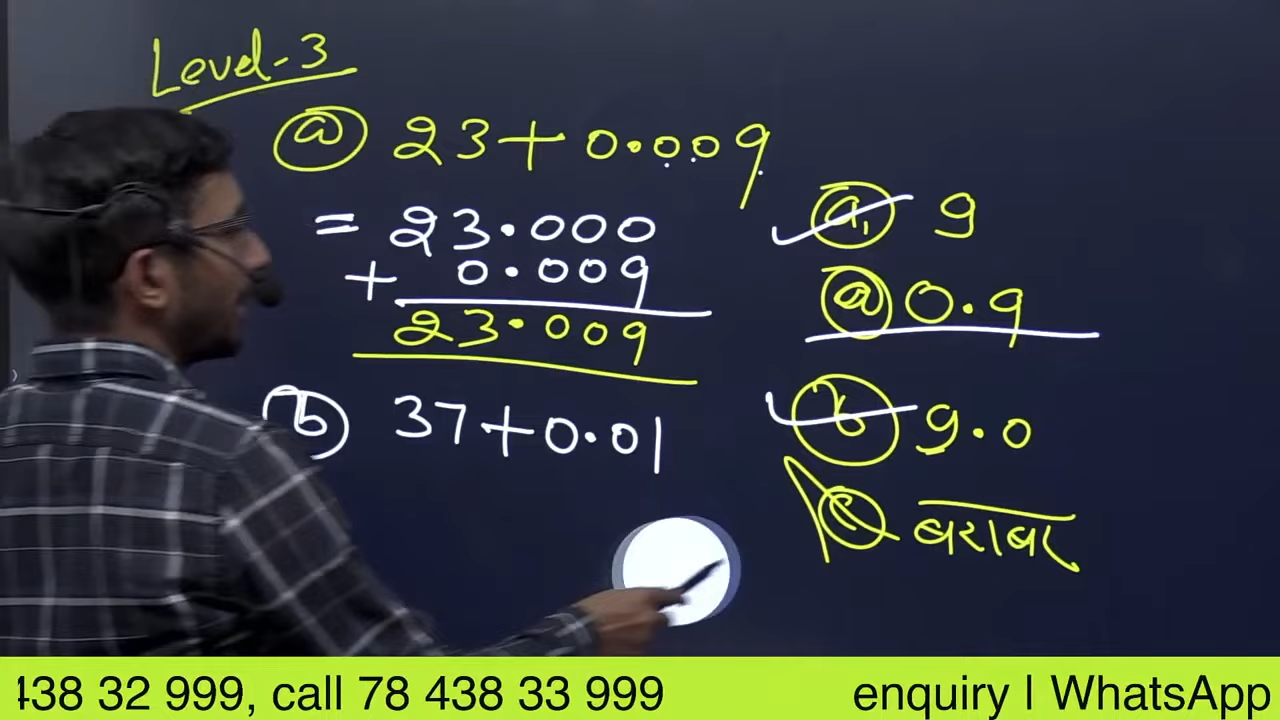 Level-3
(a) 23+0.009
= 23.000
+ 0.009
23.009
(b) 37+0.01
(a) 9
(a) 0.9
(b) 9.0
(c) बराबर
438 32 999, call 78 438 33 999
enquiry | WhatsApp